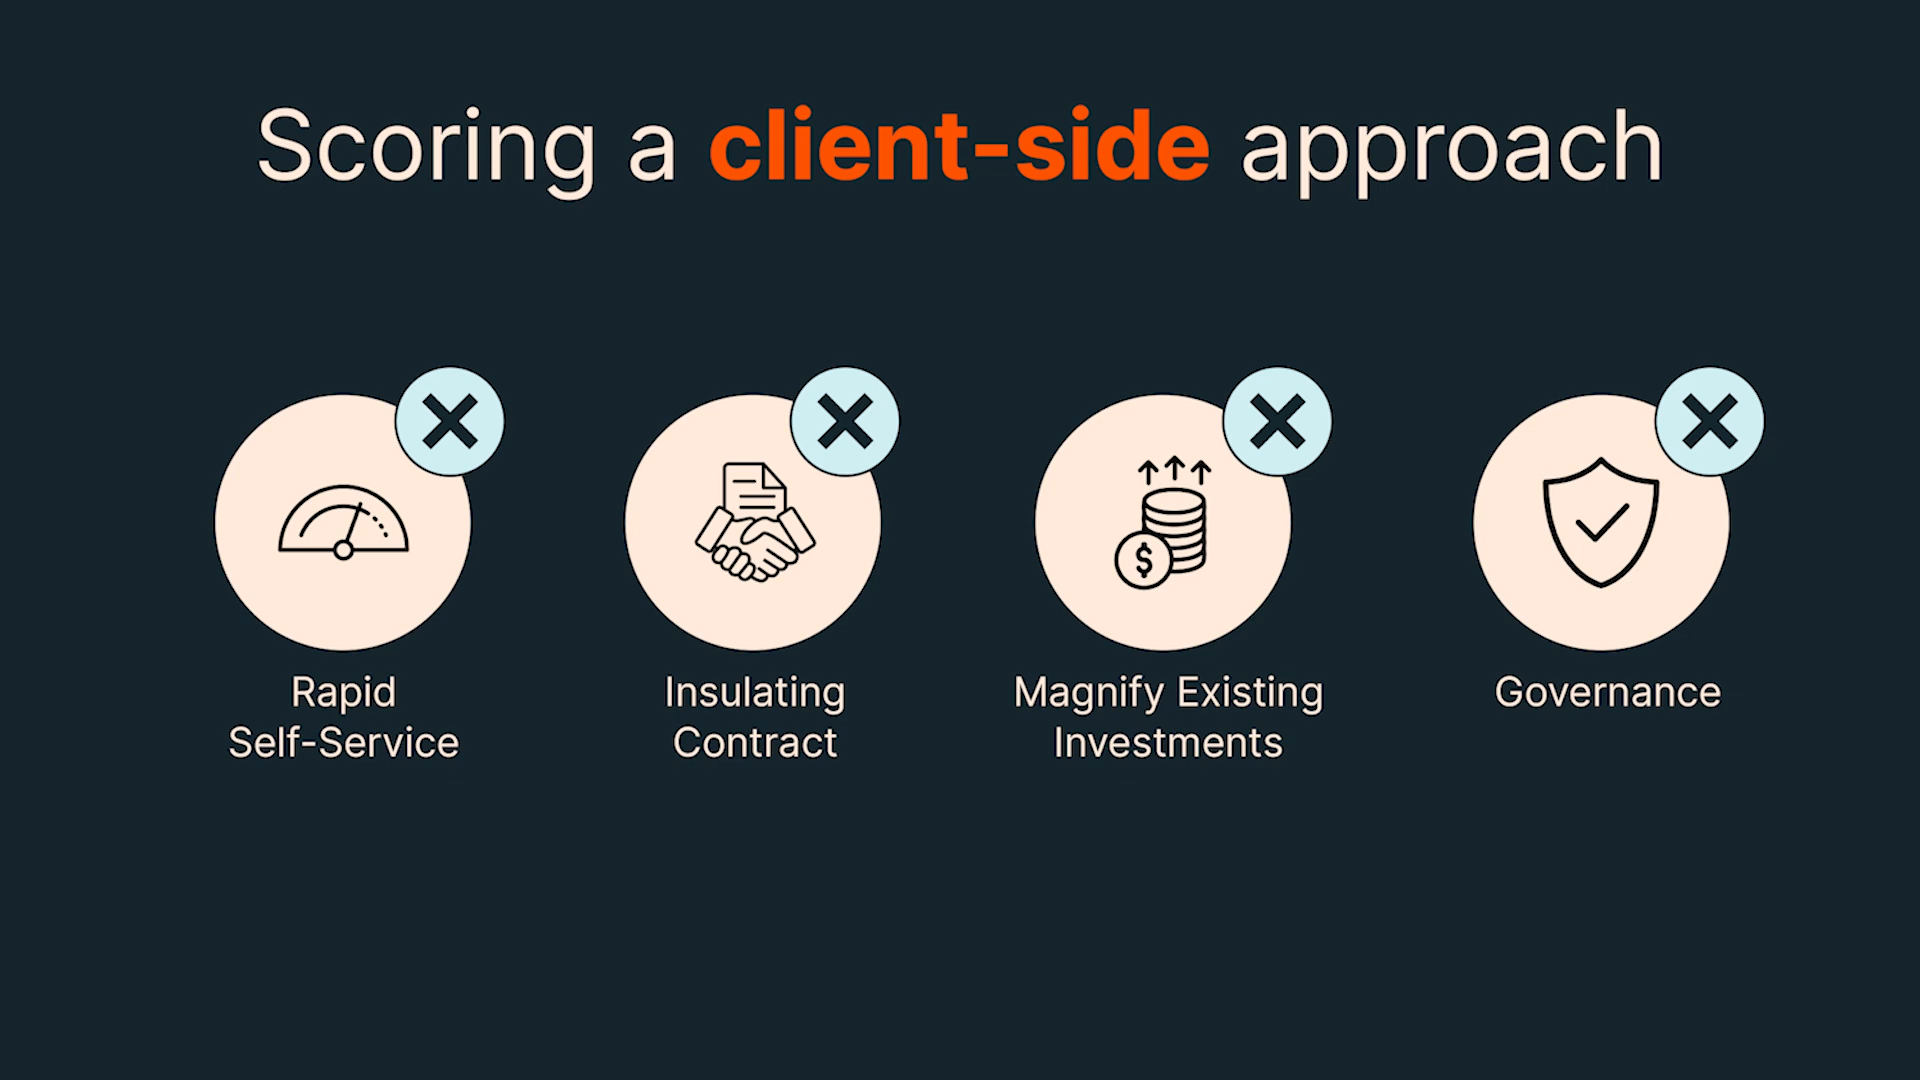 Scoring a client-side approach
Rapid
Self-Service
Insulating
Contract
Magnify Existing
Investments
Governance
$